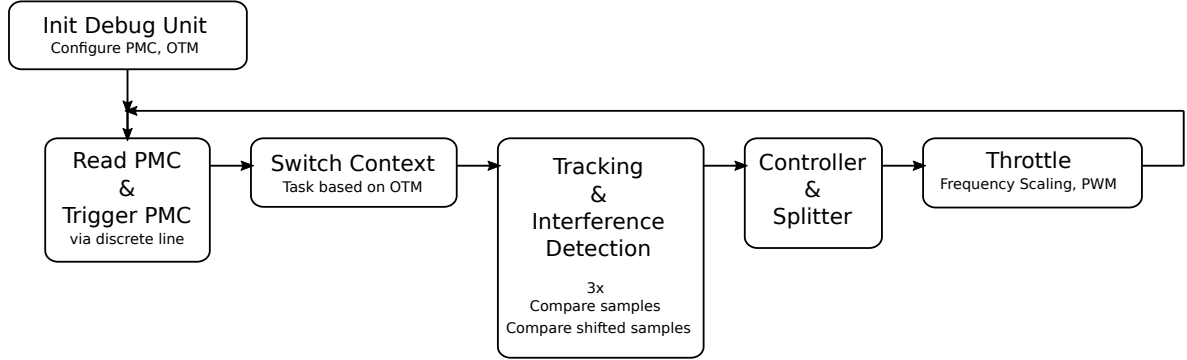 Init Debug Unit
Configure PMC, OTM
Read PMC
&
Trigger PMC
via discrete line
Switch Context
Task based on OTM
Tracking
&
Interference
Detection
3x
Compare samples
Compare shifted samples
Controller
&
Splitter
Throttle
Frequency Scaling, PWM